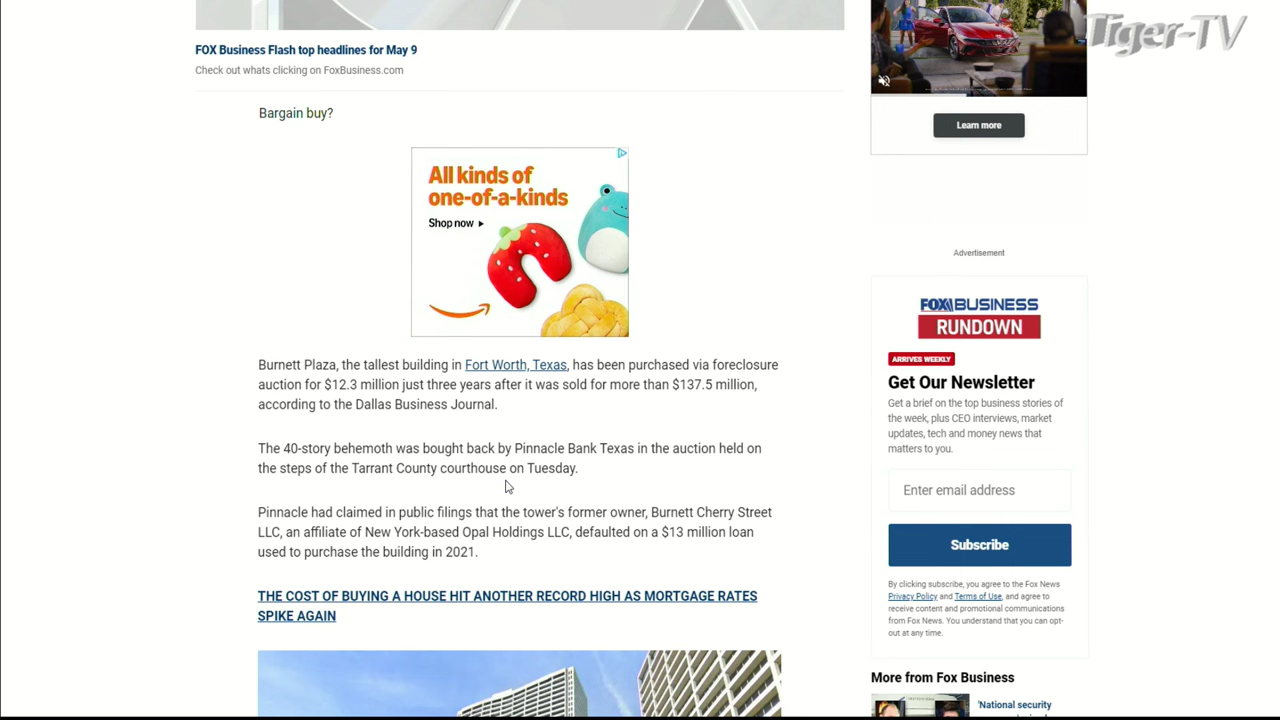 Tiger-TV
FOX Business Flash top headlines for May 9
Check out whats clicking on FoxBusiness.com
Bargain buy?
All kinds of
one-of-a-kinds
Shop now
Burnett Plaza, the tallest building in Fort Worth, Texas, has been purchased via foreclosure
auction for $12.3 million just three years after it was sold for more than $137.5 million,
according to the Dallas Business Journal.
The 40-story behemoth was bought back by Pinnacle Bank Texas in the auction held on
the steps of the Tarrant County courthouse on Tuesday.
Pinnacle had claimed in public filings that the tower's former owner, Burnett Cherry Street
LLC, an affiliate of New York-based Opal Holdings LLC, defaulted on a $13 million loan
used to purchase the building in 2021.
THE COST OF BUYING A HOUSE HIT ANOTHER RECORD HIGH AS MORTGAGE RATES
SPIKE AGAIN
Learn more
Advertisement
FOX BUSINESS
RUNDOWN
ARRIVES WEEKLY
Get Our Newsletter
Get a brief on the top business stories of
the week, plus CEO interviews, market
updates, tech and money news that
matters to you.
Enter email address
Subscribe
By clicking subscribe, you agree to the Fox News
Privacy Policy and Terms of Use, and agree to
receive content and promotional communications
from Fox News. You understand that you can opt-
out at any time.
More from Fox Business
'National security